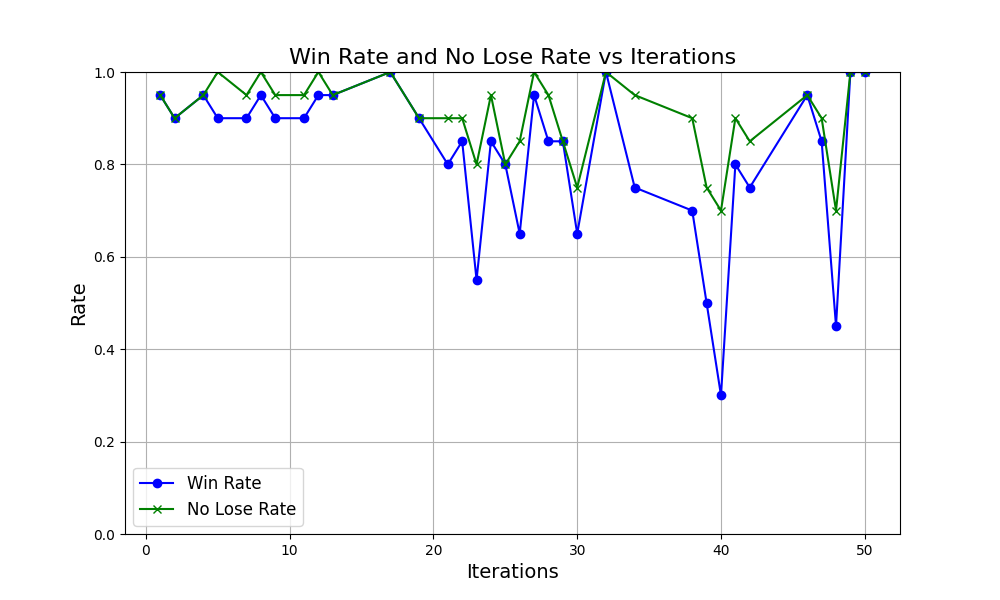 Win Rate and No Lose Rate vs Iterations
1.0
0.8
0.6
0.4
0.2
0.0
Rate
Win Rate
No Lose Rate
0 10 20 30 40 50
Iterations